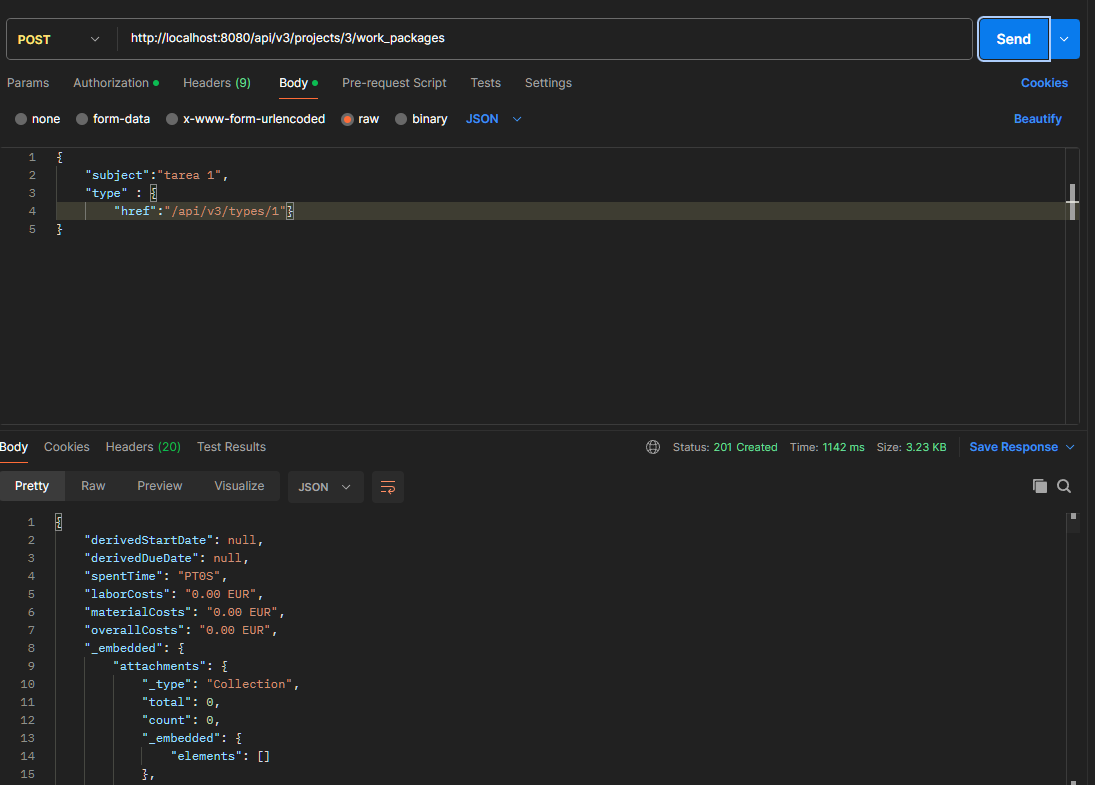 POST http://localhost:8080/api/v3/projects/3/work_packages Send
Params Authorization Headers (9) Body Pre-request Script Tests Settings Cookies
none form-data x-www-form-urlencoded raw binary JSON Beautify
1 {
2 "subject":"tarea 1",
3 "type" : {
4 "href":"/api/v3/types/1"}
5 }
Body Cookies Headers (20) Test Results Status: 201 Created Time: 1142 ms Size: 3.23 KB Save Response
Pretty Raw Preview Visualize JSON
1 {
2 "derivedStartDate": null,
3 "derivedDueDate": null,
4 "spentTime": "PT0S",
5 "laborCosts": "0.00 EUR",
6 "materialCosts": "0.00 EUR",
7 "overallCosts": "0.00 EUR",
8 "_embedded": {
9 "attachments": {
10 "_type": "Collection",
11 "total": 0,
12 "count": 0,
13 "_embedded": {
14 "elements": []
15 },